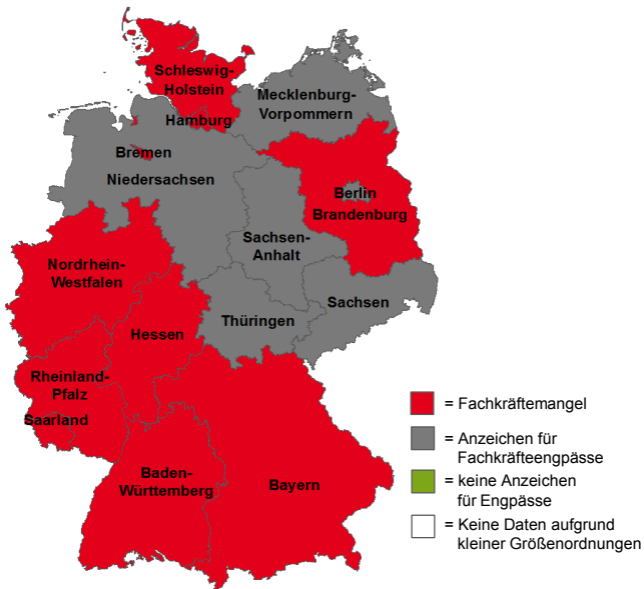 Schleswig-
Holstein
Mecklenburg-
Vorpommern
Hamburg
Bremen
Niedersachsen
Berlin
Brandenburg
Sachsen-
Anhalt
Nordrhein-
Westfalen
Sachsen
Thüringen
Hessen
Rheinland-
Pfalz
Saarland
Baden-
Württemberg
Bayern
= Fachkräftemangel
= Anzeichen für
Fachkräfteengpässe
= keine Anzeichen
für Engpässe
= Keine Daten aufgrund
kleiner Größenordnungen